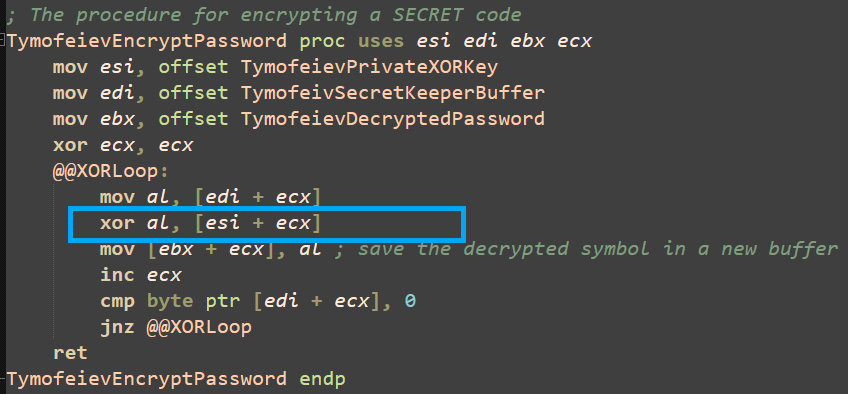 ; The procedure for encrypting a SECRET code
TymofeievEncryptPassword proc uses esi edi ebx ecx
mov esi, offset TymofeievPrivateXORKey
mov edi, offset TymofeivSecretKeeperBuffer
mov ebx, offset TymofeievDecryptedPassword
xor ecx, ecx
@@XORLoop:
mov al, [edi + ecx]
xor al, [esi + ecx]
mov [ebx + ecx], al ; save the decrypted symbol in a new buffer
inc ecx
cmp byte ptr [edi + ecx], 0
jnz @@XORLoop
ret
TymofeievEncryptPassword endp